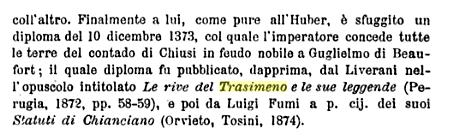 coll'altro. Finalmente a lui, come pure all'Huber, è sfuggito un
diploma del 10 dicembre 1373, col quale l'imperatore concede tutte
le terre del contado di Chiusi in feudo nobile a Guglielmo di Beau-
fort; il quale diploma fu pubblicato, dapprima, dal Liverani nel-
l'opuscolo intitolato Le rive del Trasimeno e le sue leggende (Pe-
rugia, 1872, pp. 58-59), e poi da Luigi Fumi a p. cij. dei suoi
Statuti di Chianciano (Orvieto, Tosini, 1874).